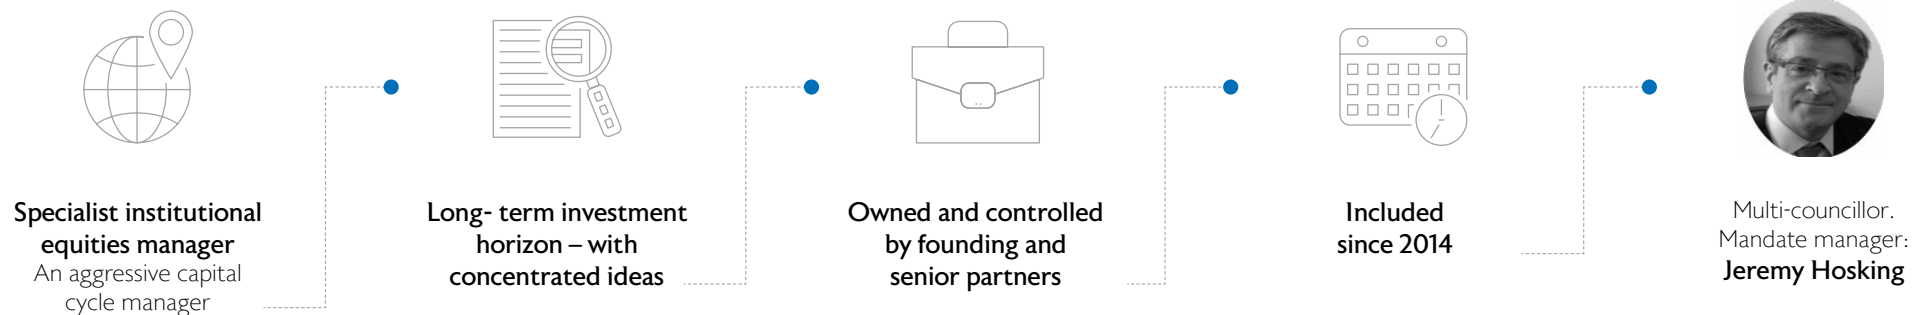 Specialist institutional
equities manager
An aggressive capital
cycle manager
Long- term investment
horizon – with
concentrated ideas
Owned and controlled
by founding and
senior partners
Included
since 2014
Multi-councillor.
Mandate manager:
Jeremy Hosking